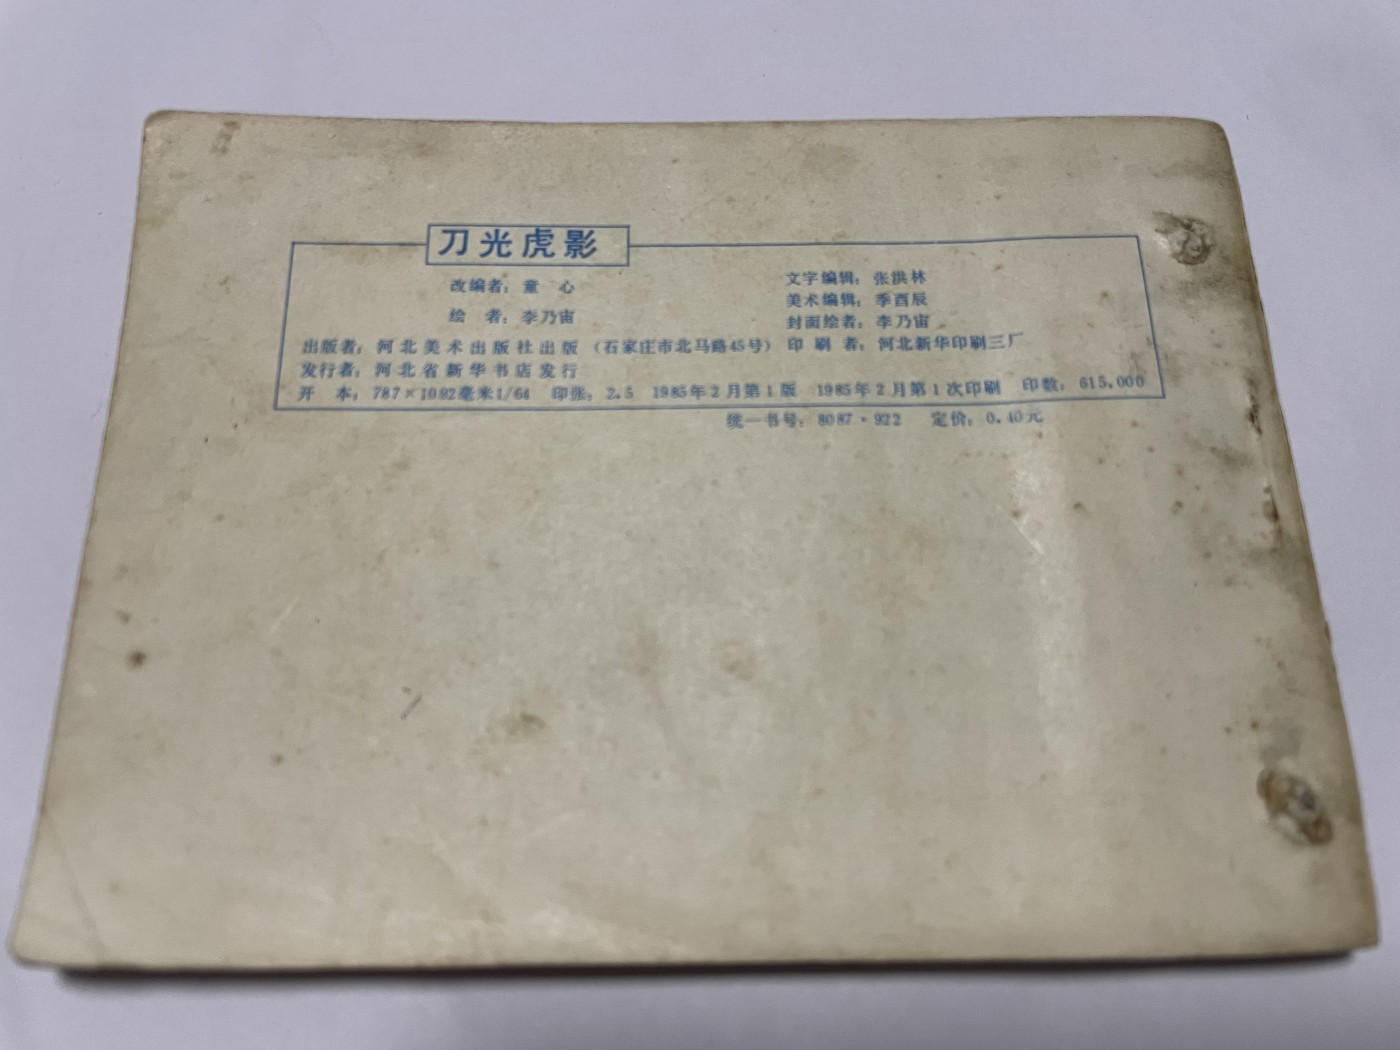 刀光虎影
改编者：童　心
文字编辑：张洪林
美术编辑：季酉辰
绘　者：李乃宙
封面绘者：李乃宙
出版者：河北美术出版社出版（石家庄市北马路45号）印刷者：河北新华印刷三厂
发行者：河北省新华书店发行
开　本：787×1092毫米1/64　印张：2.5　1985年2月第1版　1985年2月第1次印刷　印数：615,000
统一书号：8087·922　定价：0.40元